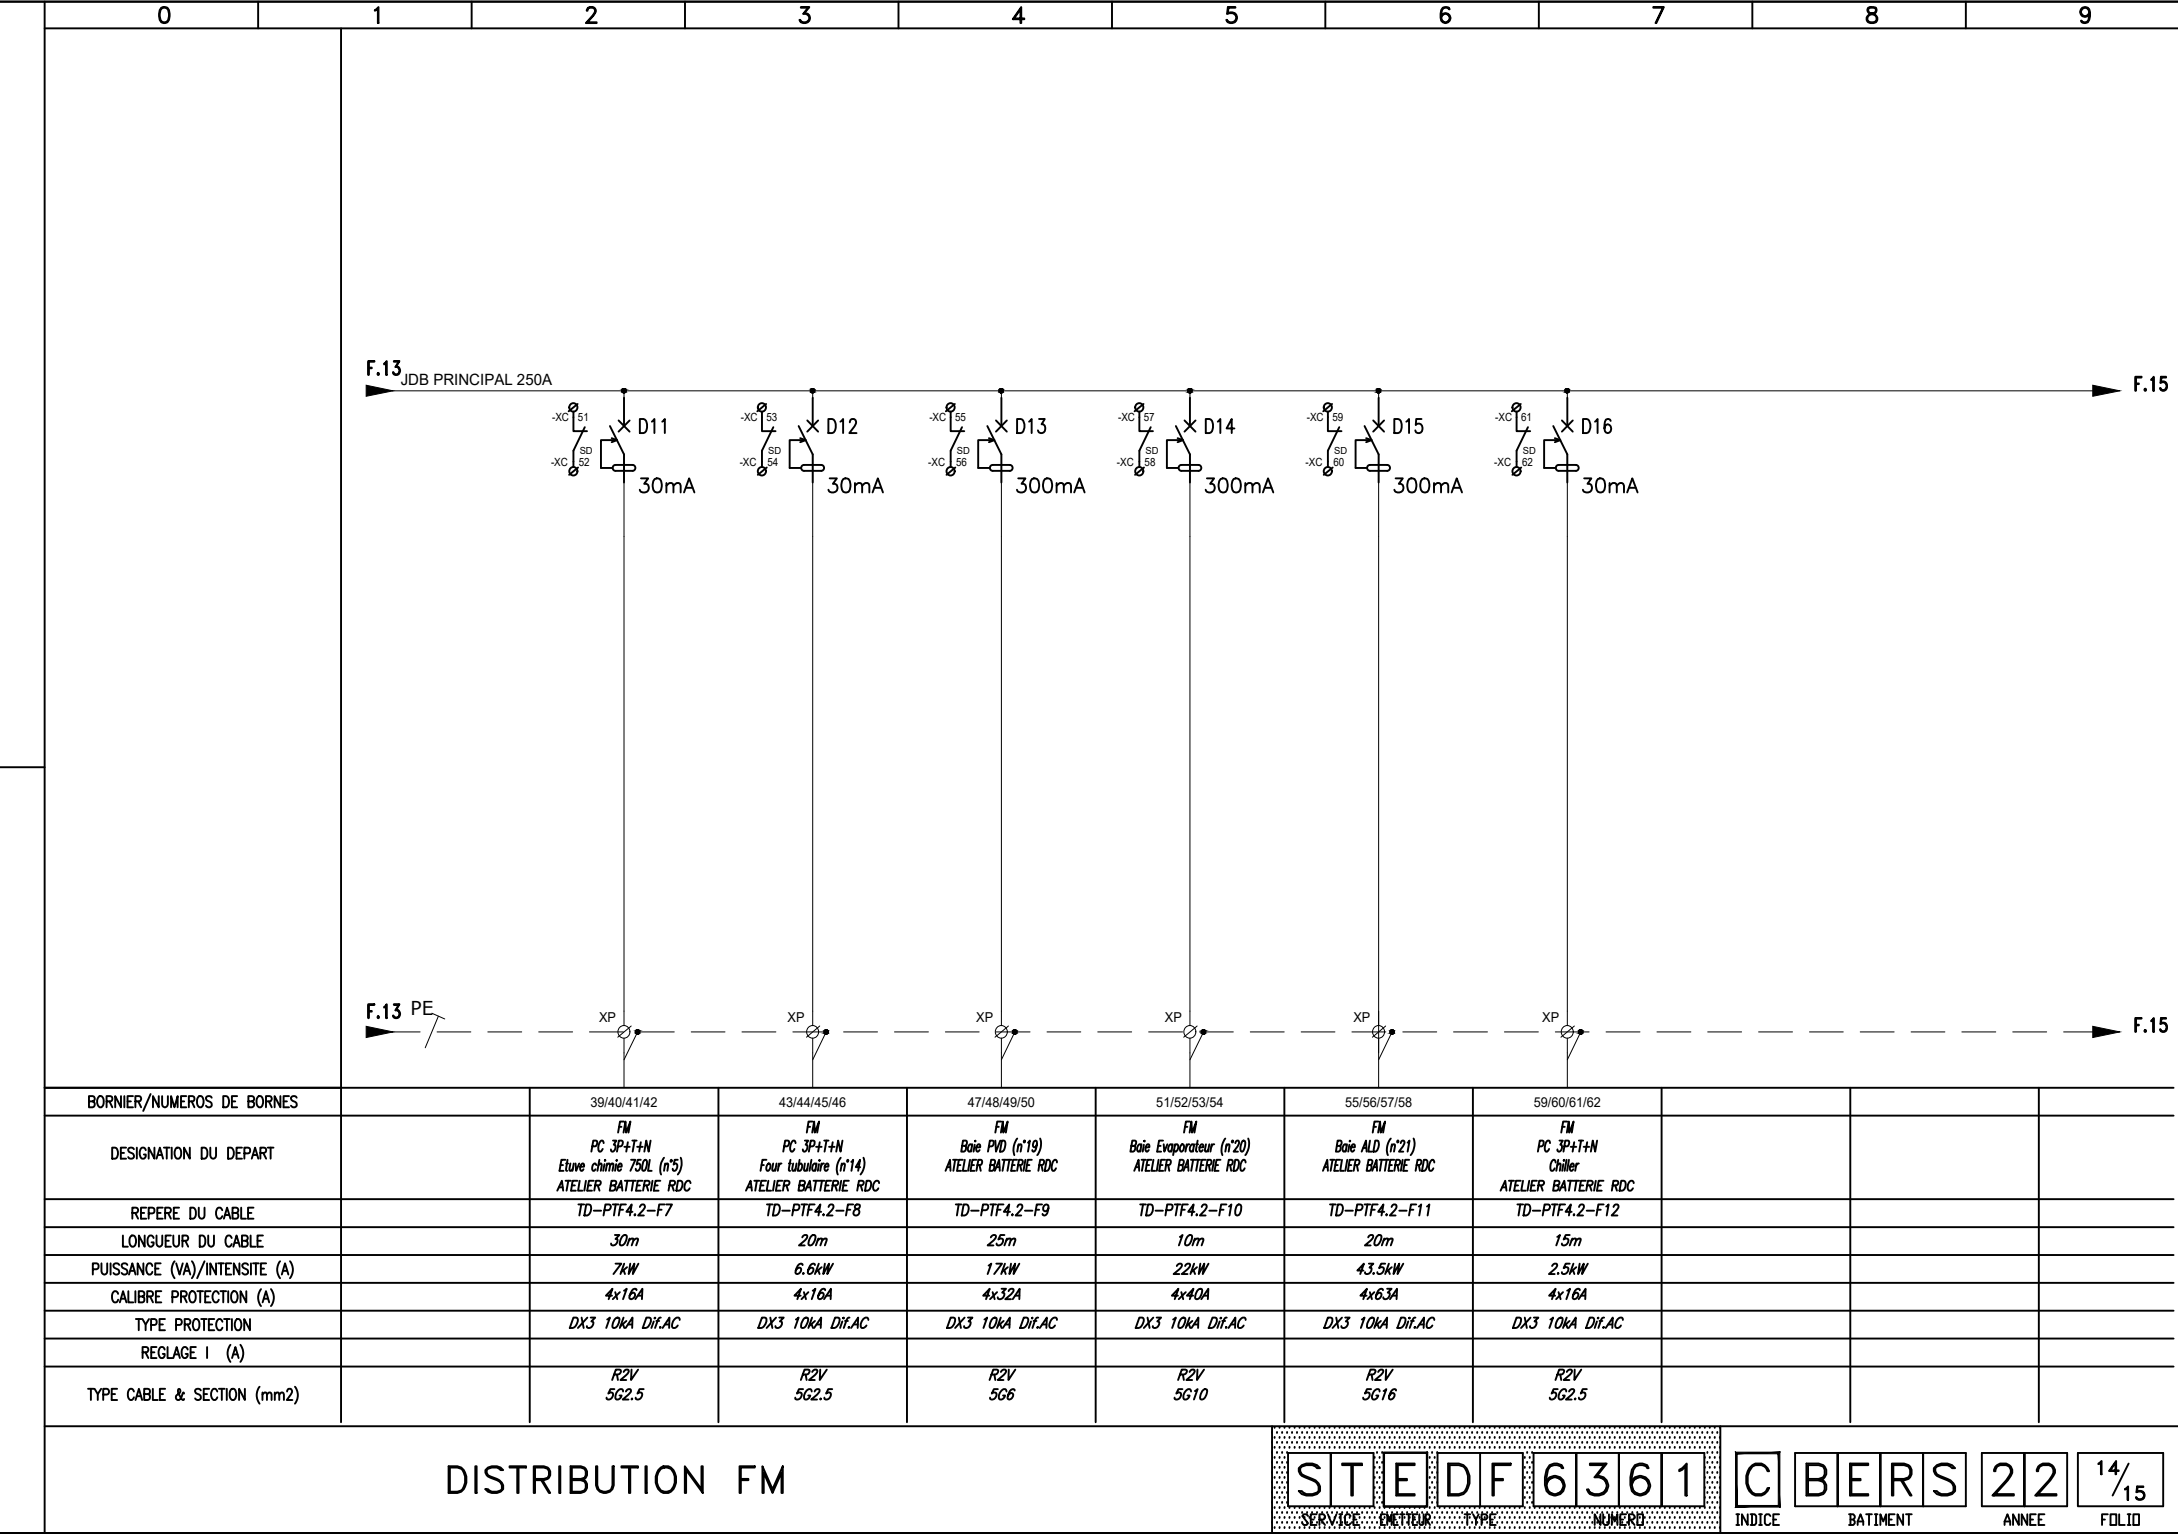 0 1 2 3 4 5 6 7 8 9
F.13 JDB PRINCIPAL 250A F.15
-XC 51 D11 -XC 53 D12 -XC 55 D13 -XC 57 D14 -XC 59 D15 -XC 61 D16
SD SD SD SD SD SD
-XC 52 -XC 54 -XC 56 -XC 58 -XC 60 -XC 62
30mA 30mA 300mA 300mA 300mA 30mA
F.13 PE XP XP XP XP XP XP F.15
BORNIER/NUMEROS DE BORNES 39/40/41/42 43/44/45/46 47/48/49/50 51/52/53/54 55/56/57/58 59/60/61/62
DESIGNATION DU DEPART
FM
PC 3P+T+N
Etuve chimie 750L (n°5)
ATELIER BATTERIE RDC
FM
PC 3P+T+N
Four tubulaire (n°14)
ATELIER BATTERIE RDC
FM
Baie PVD (n°19)
ATELIER BATTERIE RDC
FM
Baie Evaporateur (n°20)
ATELIER BATTERIE RDC
FM
Baie ALD (n°21)
ATELIER BATTERIE RDC
FM
PC 3P+T+N
Chiller
ATELIER BATTERIE RDC
REPERE DU CABLE TD-PTF4.2-F7 TD-PTF4.2-F8 TD-PTF4.2-F9 TD-PTF4.2-F10 TD-PTF4.2-F11 TD-PTF4.2-F12
LONGUEUR DU CABLE 30m 20m 25m 10m 20m 15m
PUISSANCE (VA)/INTENSITE (A) 7kW 6.6kW 17kW 22kW 43.5kW 2.5kW
CALIBRE PROTECTION (A) 4x16A 4x16A 4x32A 4x40A 4x63A 4x16A
TYPE PROTECTION DX3 10kA Dif.AC DX3 10kA Dif.AC DX3 10kA Dif.AC DX3 10kA Dif.AC DX3 10kA Dif.AC DX3 10kA Dif.AC
REGLAGE I (A)
TYPE CABLE & SECTION (mm2)
R2V R2V R2V R2V R2V R2V
5G2.5 5G2.5 5G6 5G10 5G16 5G2.5
DISTRIBUTION FM
STEDF6361 C BERS 22 14/15
SERVICE EMETTEUR TYPE NUMERO INDICE BATIMENT ANNEE FOLIO